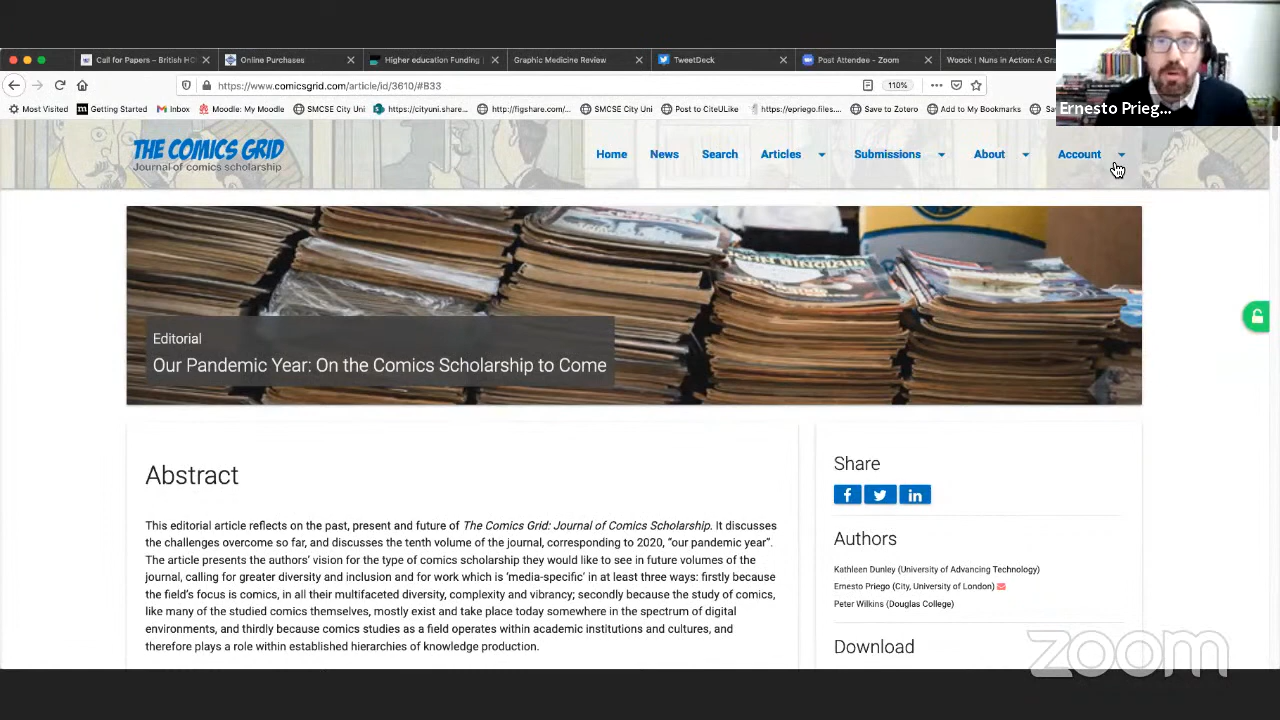 Ernesto Prieg...
Call for Papers – British HC
Online Purchases
Higher education Funding
Graphic Medicine Review
TweetDeck
Post Attendee - Zoom
Woock | Nuns in Action: A Gra
https://www.comicsgrid.com/article/id/3610/#B33
110%
Most Visited
Getting Started
Inbox
Moodle: My Moodle
SMCSE City Uni
http://cityuni.share...
http://figshare.com/
SMCSE City Uni
Post to CiteULike
https://epriego.files...
Save to Zotero
Add to My Bookmarks
THE COMICS GRID
Journal of comics scholarship
Home
News
Search
Articles
Submissions
About
Account
Editorial
Our Pandemic Year: On the Comics Scholarship to Come
Abstract
This editorial article reflects on the past, present and future of The Comics Grid: Journal of Comics Scholarship. It discusses
the challenges overcome so far, and discusses the tenth volume of the journal, corresponding to 2020, “our pandemic year”.
The article presents the authors’ vision for the type of comics scholarship they would like to see in future volumes of the
journal, calling for greater diversity and inclusion and for work which is ‘media-specific’ in at least three ways: firstly because
the field’s focus is comics, in all their multifaceted diversity, complexity and vibrancy; secondly because the study of comics,
like many of the studied comics themselves, mostly exist and take place today somewhere in the spectrum of digital
environments, and thirdly because comics studies as a field operates within academic institutions and cultures, and
therefore plays a role within established hierarchies of knowledge production.
Share
Authors
Kathleen Dunley (University of Advancing Technology)
Ernesto Priego (City, University of London)
Peter Wilkins (Douglas College)
Download
zoom